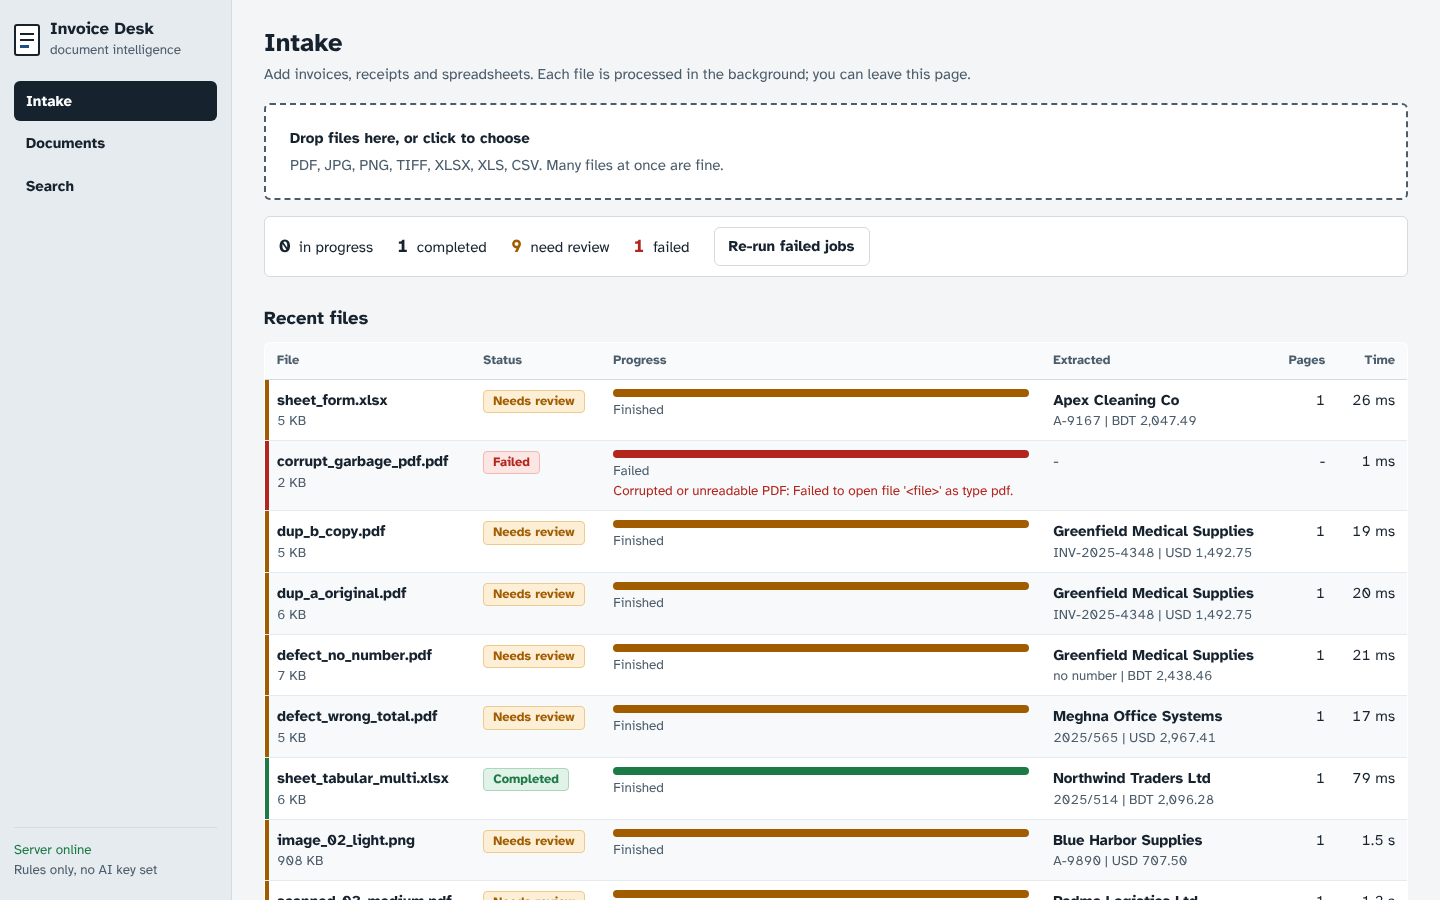 Invoice Desk
document intelligence
Intake
Documents
Search
Server online
Rules only, no AI key set
Intake
Add invoices, receipts and spreadsheets. Each file is processed in the background; you can leave this page.
Drop files here, or click to choose
PDF, JPG, PNG, TIFF, XLSX, XLS, CSV. Many files at once are fine.
0 in progress 1 completed 9 need review 1 failed Re-run failed jobs
Recent files
File Status Progress Extracted Pages Time
sheet_form.xlsx Needs review Apex Cleaning Co 1 26 ms
5 KB Finished A-9167 | BDT 2,047.49
corrupt_garbage_pdf.pdf Failed - - 1 ms
2 KB Failed
Corrupted or unreadable PDF: Failed to open file '<file>' as type pdf.
dup_b_copy.pdf Needs review Greenfield Medical Supplies 1 19 ms
5 KB Finished INV-2025-4348 | USD 1,492.75
dup_a_original.pdf Needs review Greenfield Medical Supplies 1 20 ms
6 KB Finished INV-2025-4348 | USD 1,492.75
defect_no_number.pdf Needs review Greenfield Medical Supplies 1 21 ms
7 KB Finished no number | BDT 2,438.46
defect_wrong_total.pdf Needs review Meghna Office Systems 1 17 ms
5 KB Finished 2025/565 | USD 2,967.41
sheet_tabular_multi.xlsx Completed Northwind Traders Ltd 1 79 ms
6 KB Finished 2025/514 | BDT 2,096.28
image_02_light.png Needs review Blue Harbor Supplies 1 1.5 s
908 KB Finished A-9890 | USD 707.50